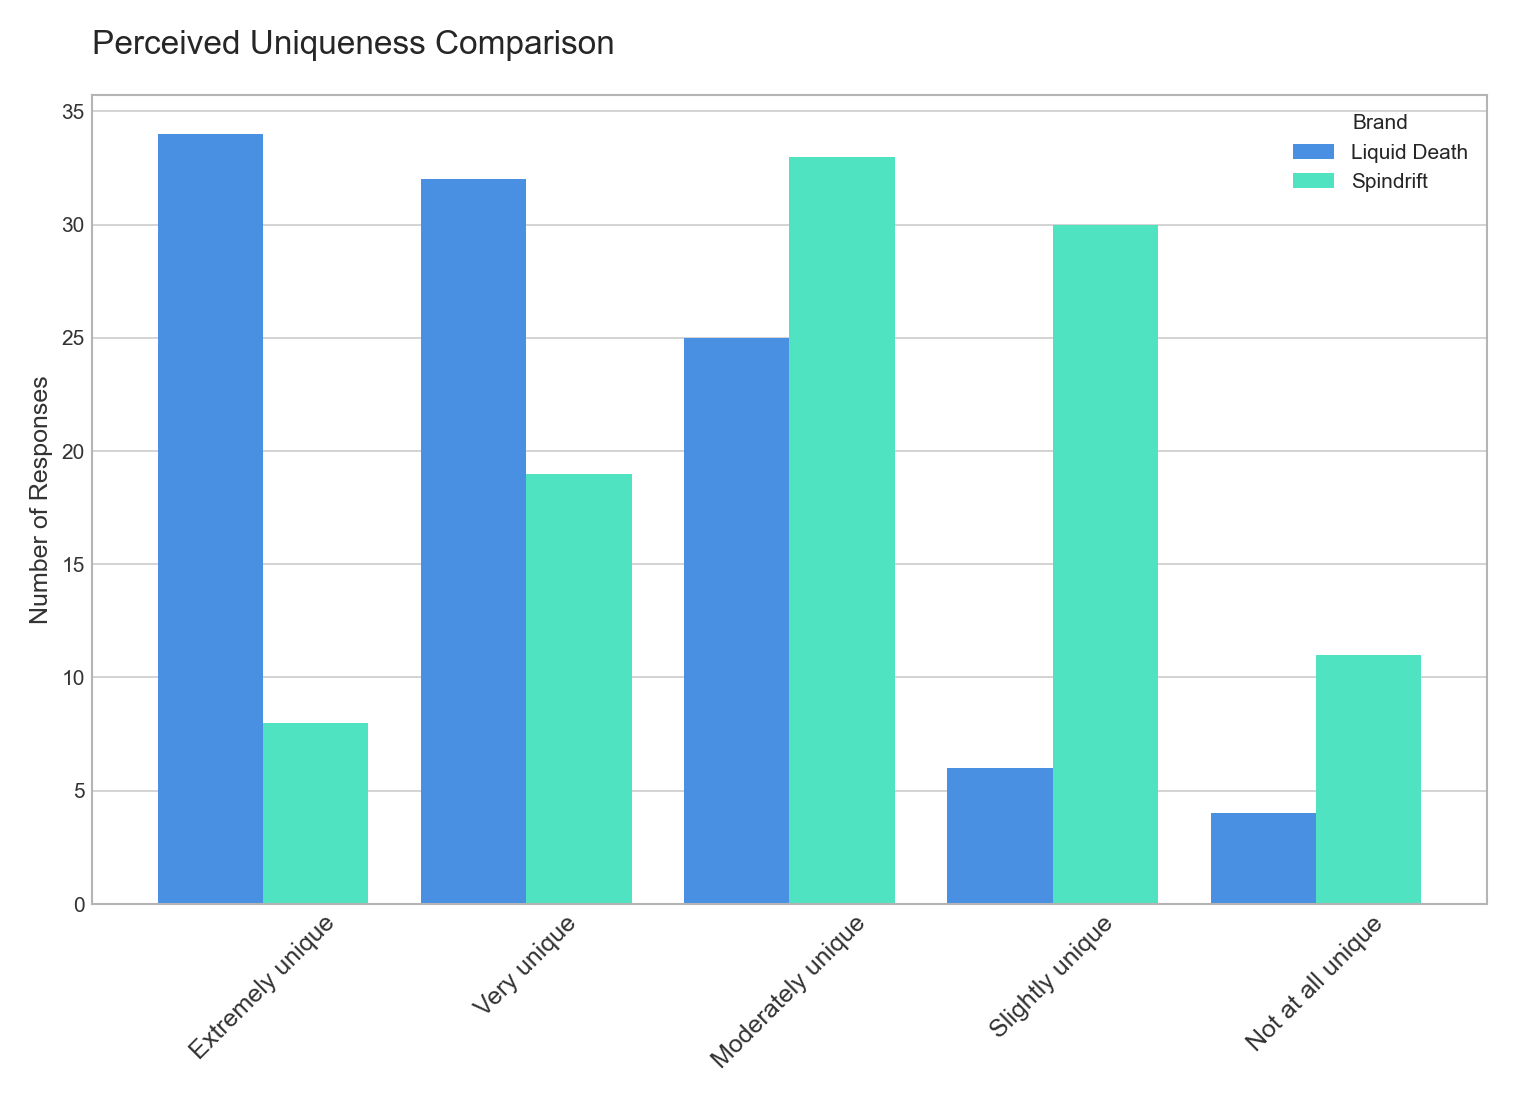 Perceived Uniqueness Comparison
Brand
Liquid Death
Spindrift
Number of Responses
35
30
25
20
15
10
5
0
Extremely unique
Very unique
Moderately unique
Slightly unique
Not at all unique